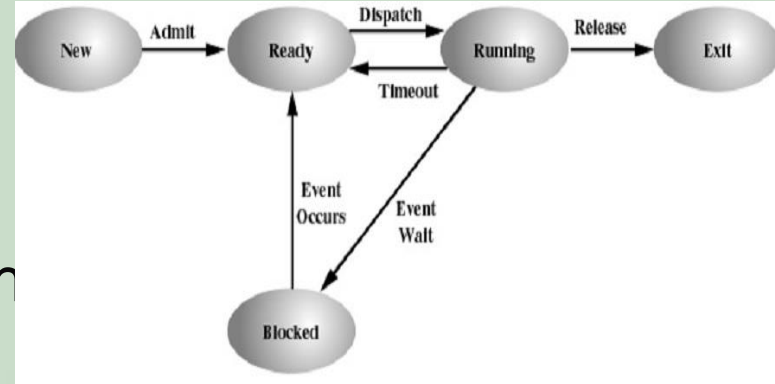 Dispatch
Admit
Release
New
Ready
Running
Exit
Timeout
Event
Occurs
Event
Wait
Blocked